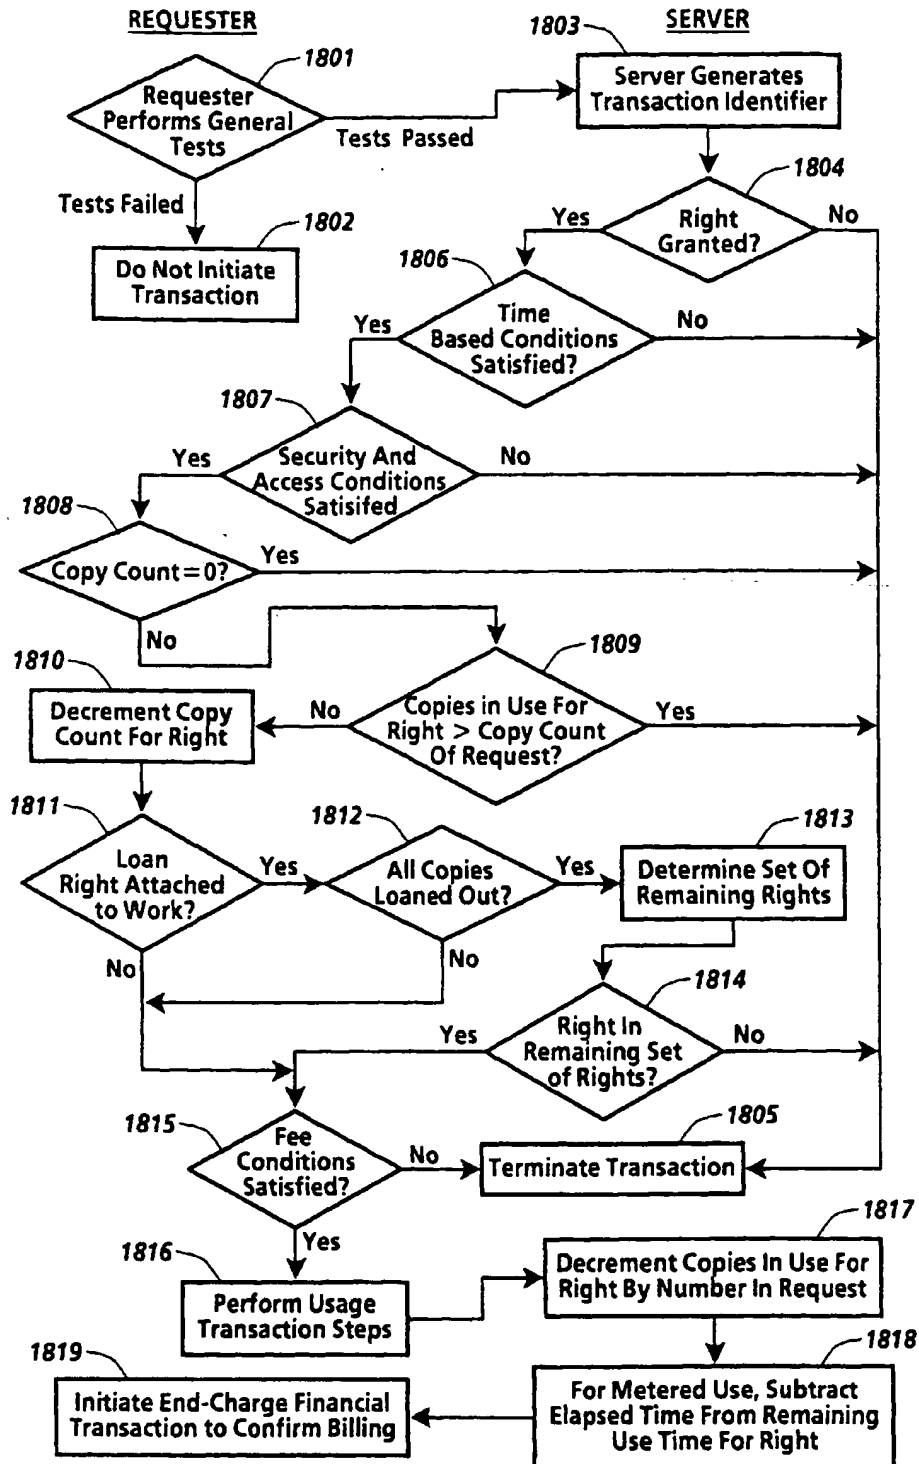 REQUESTER
SERVER
1801
Requester
Performs General
Tests
Tests Passed
Tests Failed
1802
Do Not Initiate
Transaction
1803
Server Generates
Transaction Identifier
1804
Right
Granted?
Yes
No
1806
Time
Based Conditions
Satisfied?
Yes
No
1807
Security And
Access Conditions
Satisifed
Yes
No
1808
Copy Count=0?
Yes
No
1809
Copies in Use For
Right > Copy Count
Of Request?
No
Yes
1810
Decrement Copy
Count For Right
1811
Loan
Right Attached
to Work?
Yes
No
1812
All Copies
Loaned Out?
Yes
No
1813
Determine Set Of
Remaining Rights
1814
Right In
Remaining Set
of Rights?
Yes
No
1815
Fee
Conditions
Satisfied?
No
Yes
1805
Terminate Transaction
1816
Perform Usage
Transaction Steps
1817
Decrement Copies In Use For
Right By Number In Request
1818
For Metered Use, Subtract
Elapsed Time From Remaining
Use Time For Right
1819
Initiate End-Charge Financial
Transaction to Confirm Billing